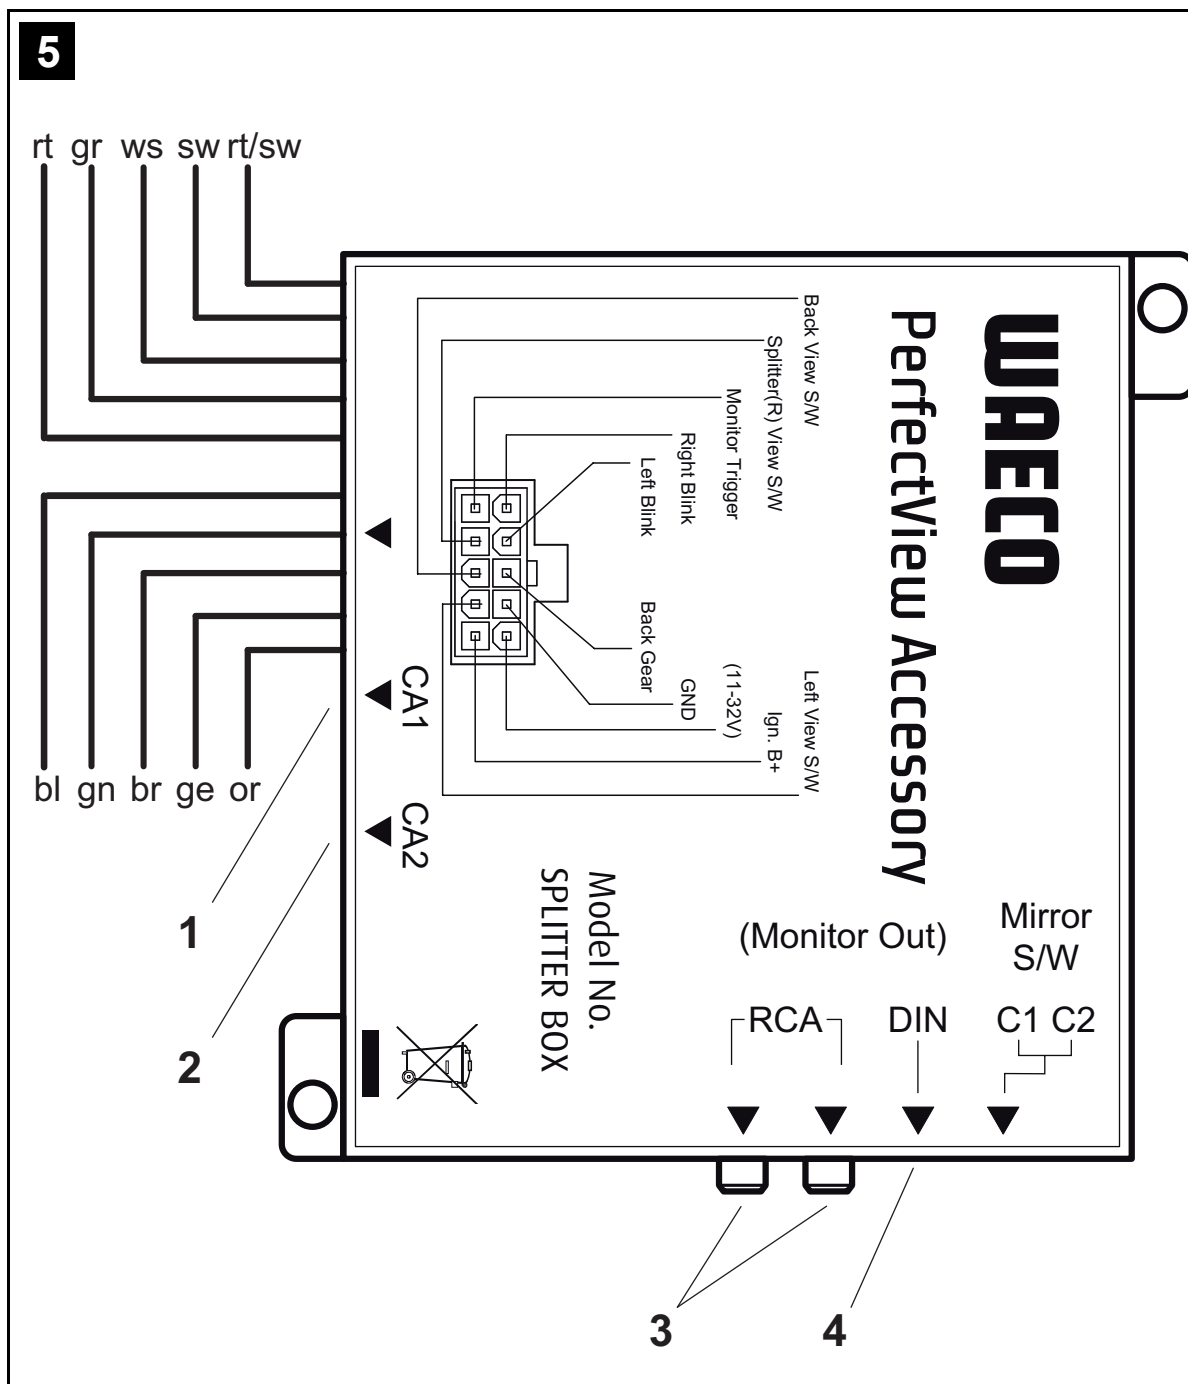 5
rt gr ws sw rt/sw
WAECO
PerfectView Accessory
Back View S/W
Splitter(R) View S/W
Monitor Trigger
Right Blink
Left Blink
Back Gear
GND
(11-32V)
Ign. B+
Left View S/W
CA1
CA2
bl gn br ge or
1
2
Model No.
SPLITTER BOX
(Monitor Out)
Mirror
S/W
RCA DIN C1 C2
3 4